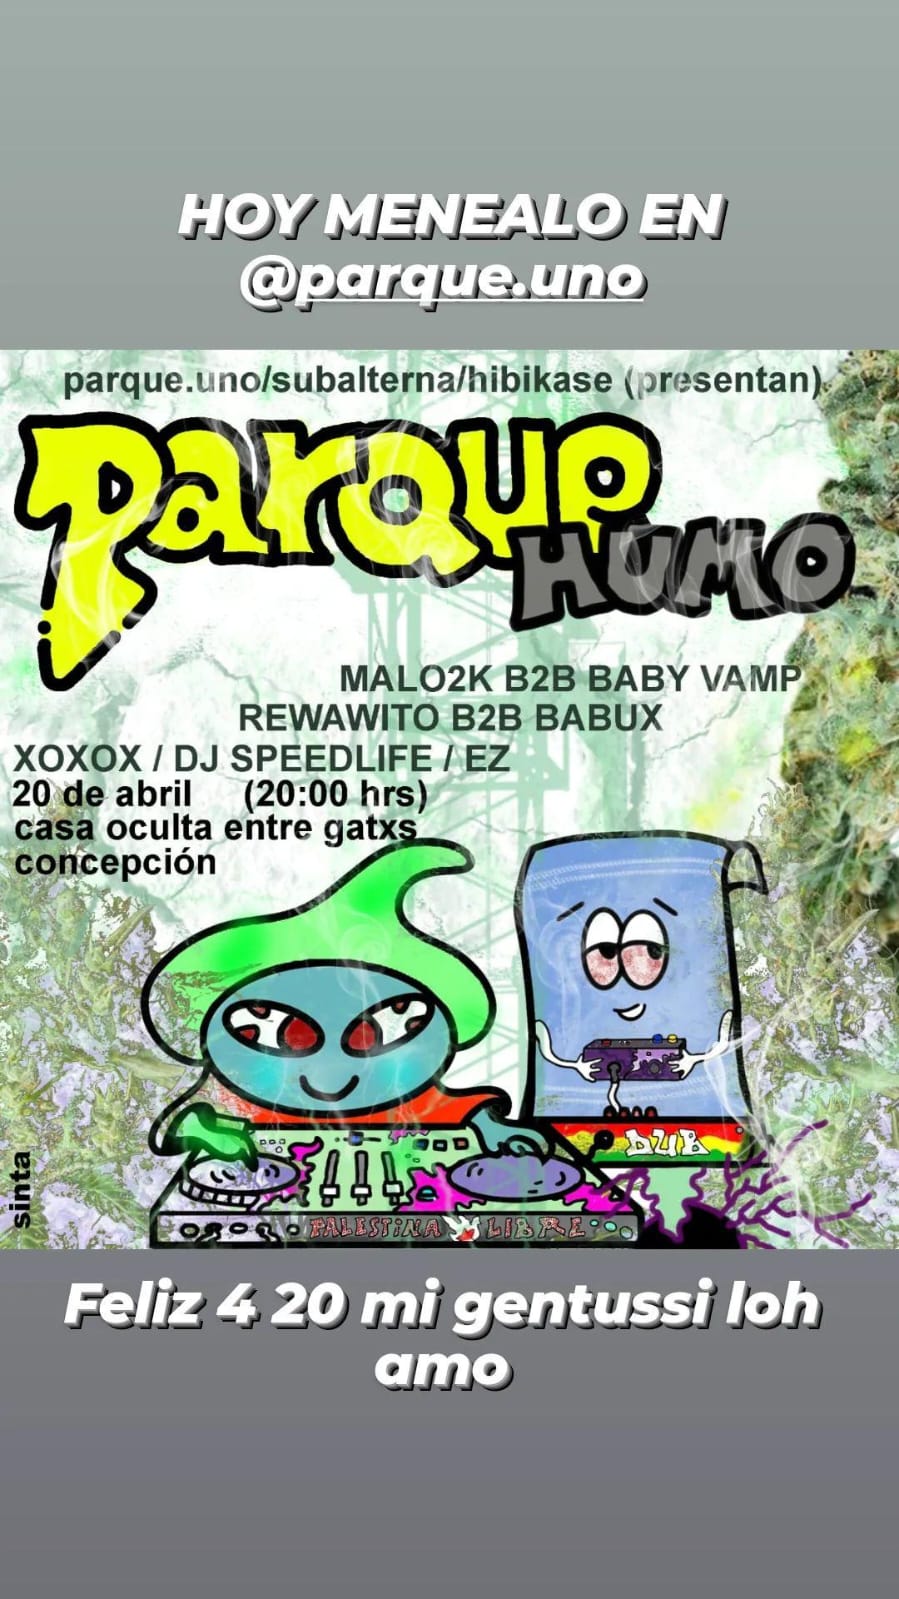 HOY MENEALO EN
@parque.uno
parque.uno/subalterna/hibikase (presentan)
Parque
HUMO
MALO2K B2B BABY VAMP
REWAWITO B2B BABUX
XOXOX / DJ SPEEDLIFE / EZ
20 de abril (20:00 hrs)
casa oculta entre gatxs
concepción
DUB
sinta
PALESTINA LIBRE
Feliz 4 20 mi gentussi loh
amo